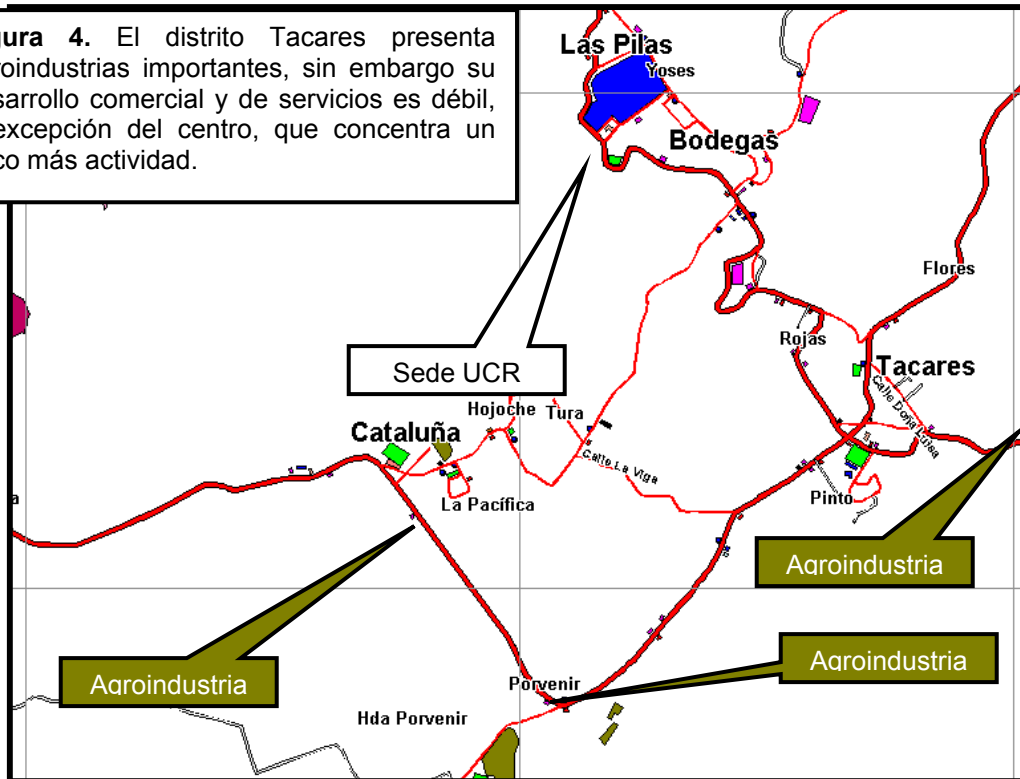 gura 4. El distrito Tacares presenta
roindustrias importantes, sin embargo su
sarrollo comercial y de servicios es débil,
excepción del centro, que concentra un
co más actividad.
Las Pilas
Yoses
Bodegas
Flores
Rojas
Sede UCR
Tacares
Calle Doña Luisa
Hojoche
Tura
Cataluña
Calle La Viga
La Pacífica
Pinto
a
Agroindustria
Agroindustria
Agroindustria
Porvenir
Hda Porvenir